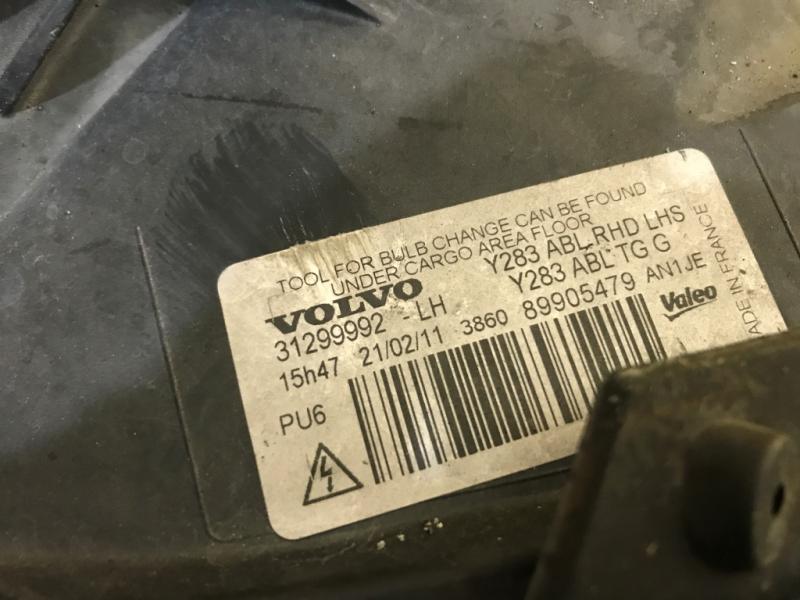 TOOL FOR BULB CHANGE CAN BE FOUND
UNDER CARGO AREA FLOOR
VOLVO Y283 ABL RHD LHS
31299992 LH Y283 ABL TG G
15h47 21/02/11 3860 89905479 AN1JE
PU6
Valeo
MADE IN FRANCE